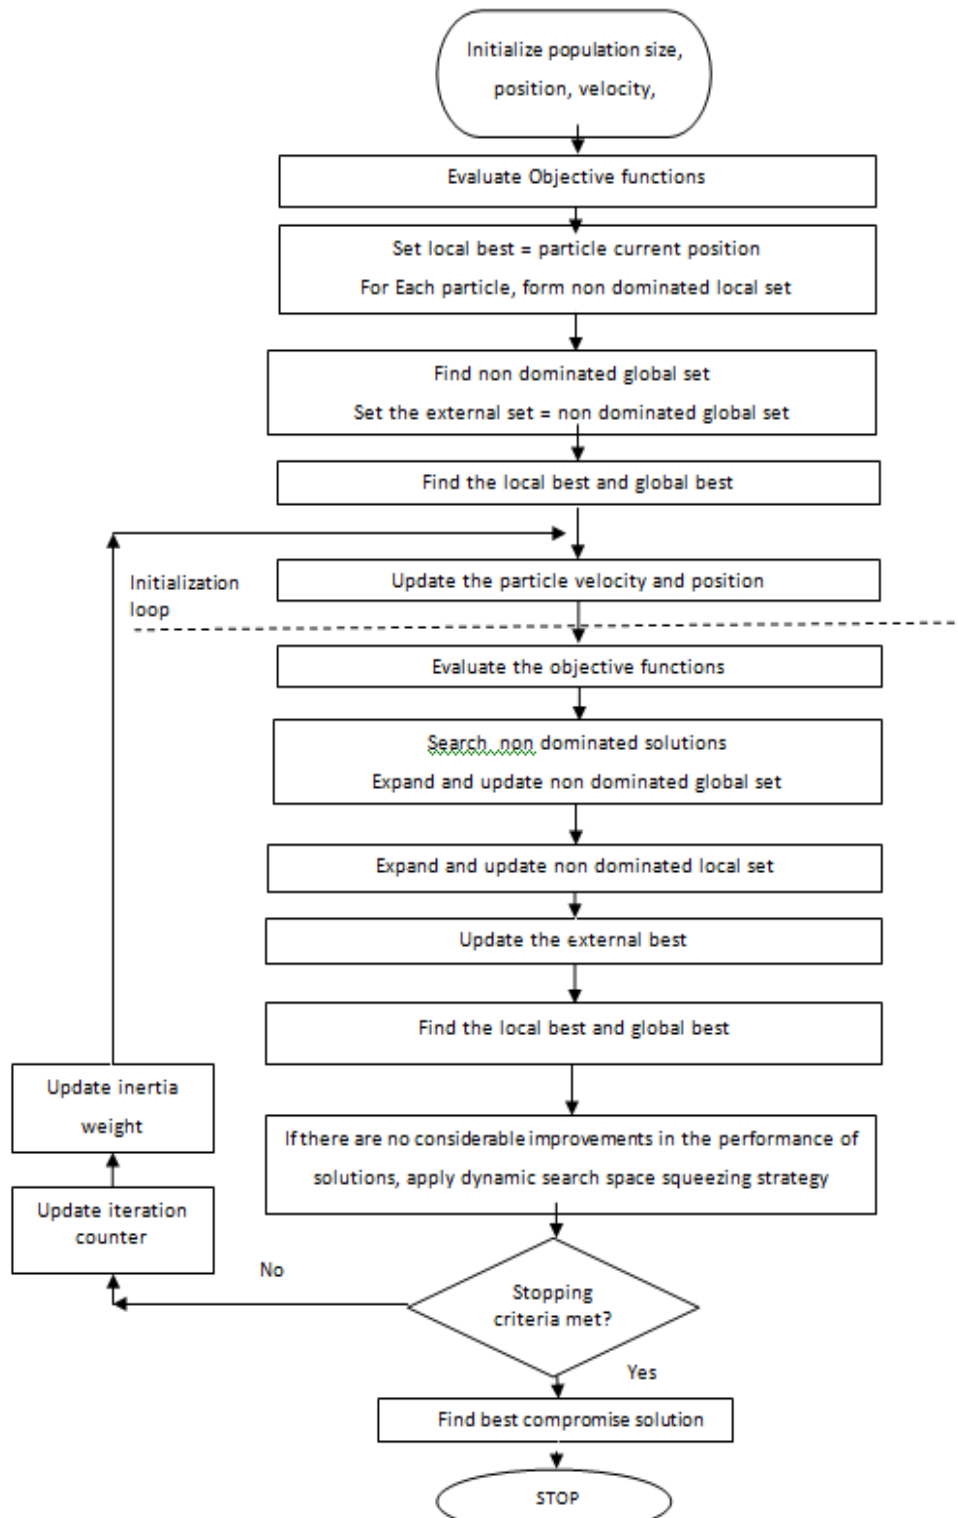 Initialize population size,
position, velocity,
Evaluate Objective functions
Set local best = particle current position
For Each particle, form non dominated local set
Find non dominated global set
Set the external set = non dominated global set
Find the local best and global best
Initialization
loop
Update the particle velocity and position
Evaluate the objective functions
Search non dominated solutions
Expand and update non dominated global set
Expand and update non dominated local set
Update the external best
Find the local best and global best
Update inertia
weight
If there are no considerable improvements in the performance of
solutions, apply dynamic search space squeezing strategy
Update iteration
counter
No
Stopping
criteria met?
Yes
Find best compromise solution
STOP